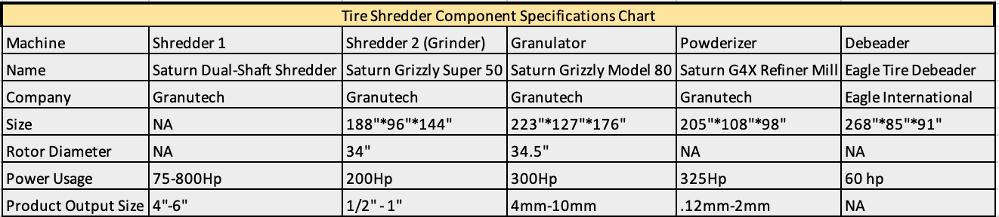 Tire Shredder Component Specifications Chart
Machine Shredder 1 Shredder 2 (Grinder) Granulator Powderizer Debeader
Name Saturn Dual-Shaft Shredder Saturn Grizzly Super 50 Saturn Grizzly Model 80 Saturn G4X Refiner Mill Eagle Tire Debeader
Company Granutech Granutech Granutech Granutech Eagle International
Size NA 188"*96"*144" 223"*127"*176" 205"*108"*98" 268"*85"*91"
Rotor Diameter NA 34" 34.5" NA NA
Power Usage 75-800Hp 200Hp 300Hp 325Hp 60 hp
Product Output Size 4"-6" 1/2" - 1" 4mm-10mm .12mm-2mm NA